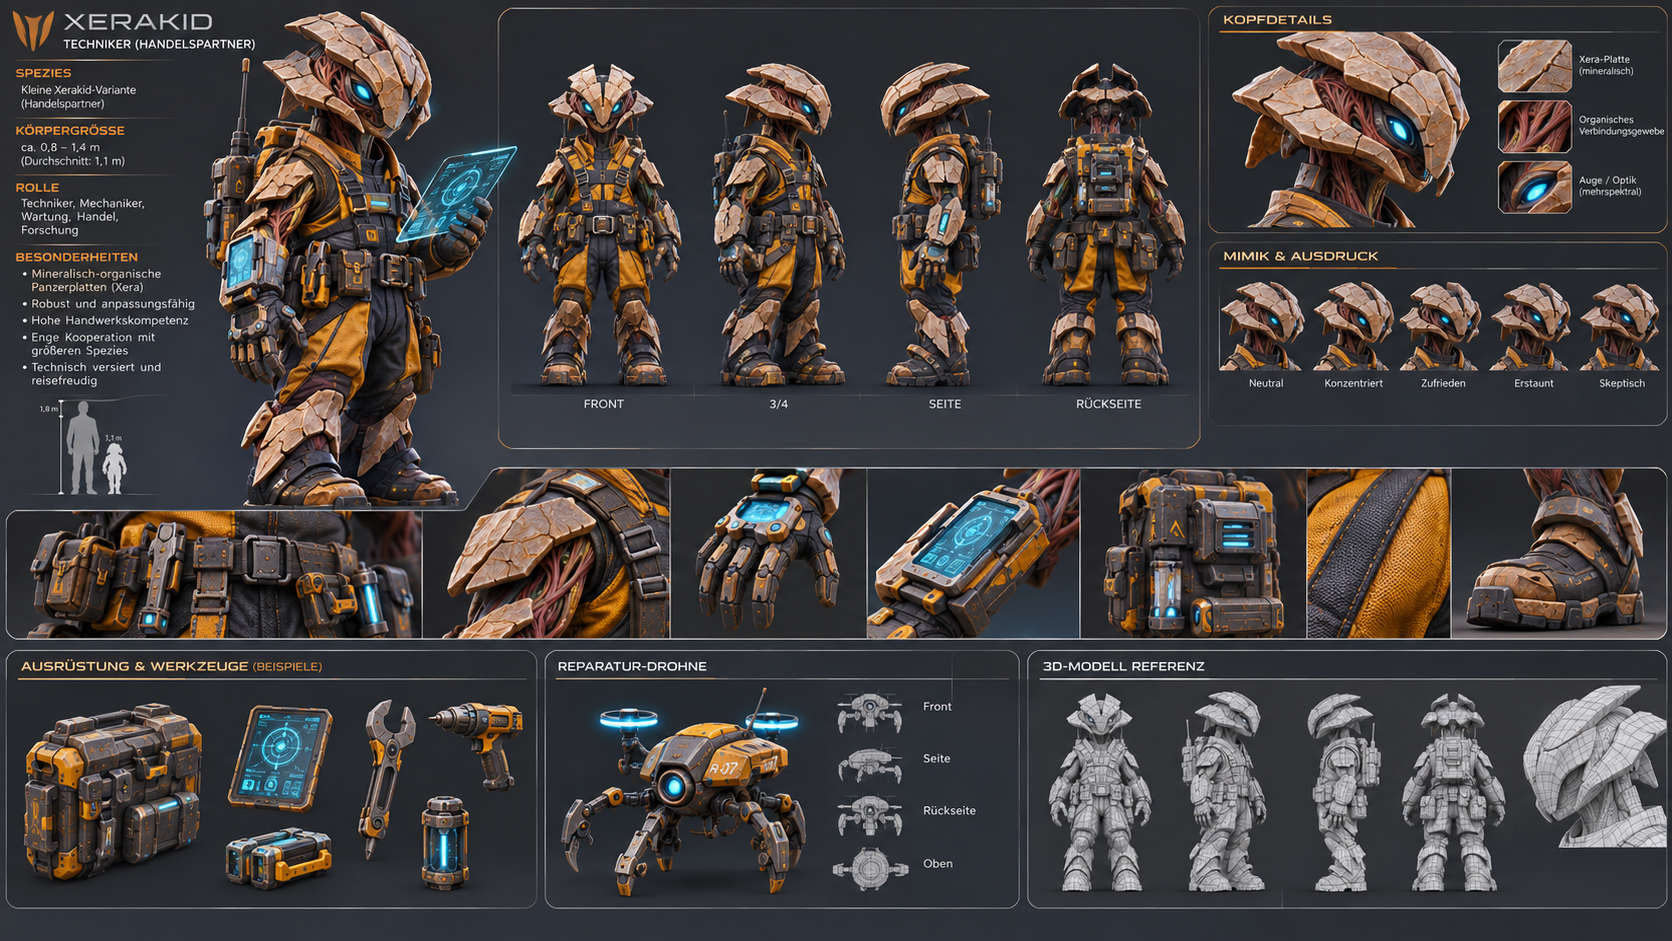 XERAKID
TECHNIKER (HANDELSPARTNER)
SPEZIES
Kleine Xerakid-Variante
(Handelspartner)
KÖRPERGRÖSSE
ca. 0,8 – 1,4 m
(Durchschnitt: 1,1 m)
ROLLE
Techniker, Mechaniker,
Wartung, Handel,
Forschung
BESONDERHEITEN
• Mineralisch-organische
Panzerplatten (Xera)
• Robust und anpassungsfähig
• Hohe Handwerkskompetenz
• Enge Kooperation mit
größeren Spezies
• Technisch versiert und
reisefreudig
1,8 m
1,1 m
FRONT
3/4
SEITE
RÜCKSEITE
KOPFDETAILS
Xera-Platte
(mineralisch)
Organisches
Verbindungsgewebe
Auge / Optik
(mehrspektral)
MIMIK & AUSDRUCK
Neutral
Konzentriert
Zufrieden
Erstaunt
Skeptisch
AUSRÜSTUNG & WERKZEUGE (BEISPIELE)
REPARATUR-DROHNE
R-07
Front
Seite
Rückseite
Oben
3D-MODELL REFERENZ